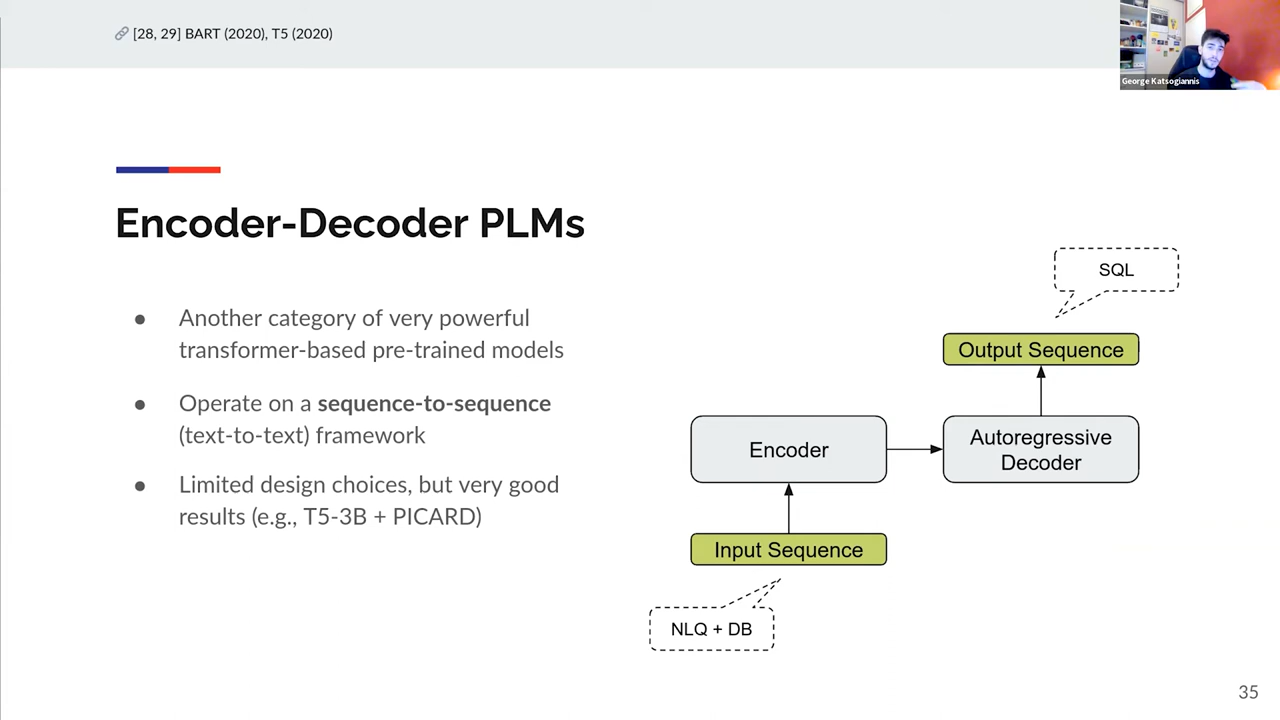 [28, 29] BART (2020), T5 (2020)
George Katsogiannis
Encoder-Decoder PLMs
● Another category of very powerful
transformer-based pre-trained models
● Operate on a sequence-to-sequence
(text-to-text) framework
● Limited design choices, but very good
results (e.g., T5-3B + PICARD)
SQL
Output Sequence
Encoder
Autoregressive
Decoder
Input Sequence
NLQ + DB
35